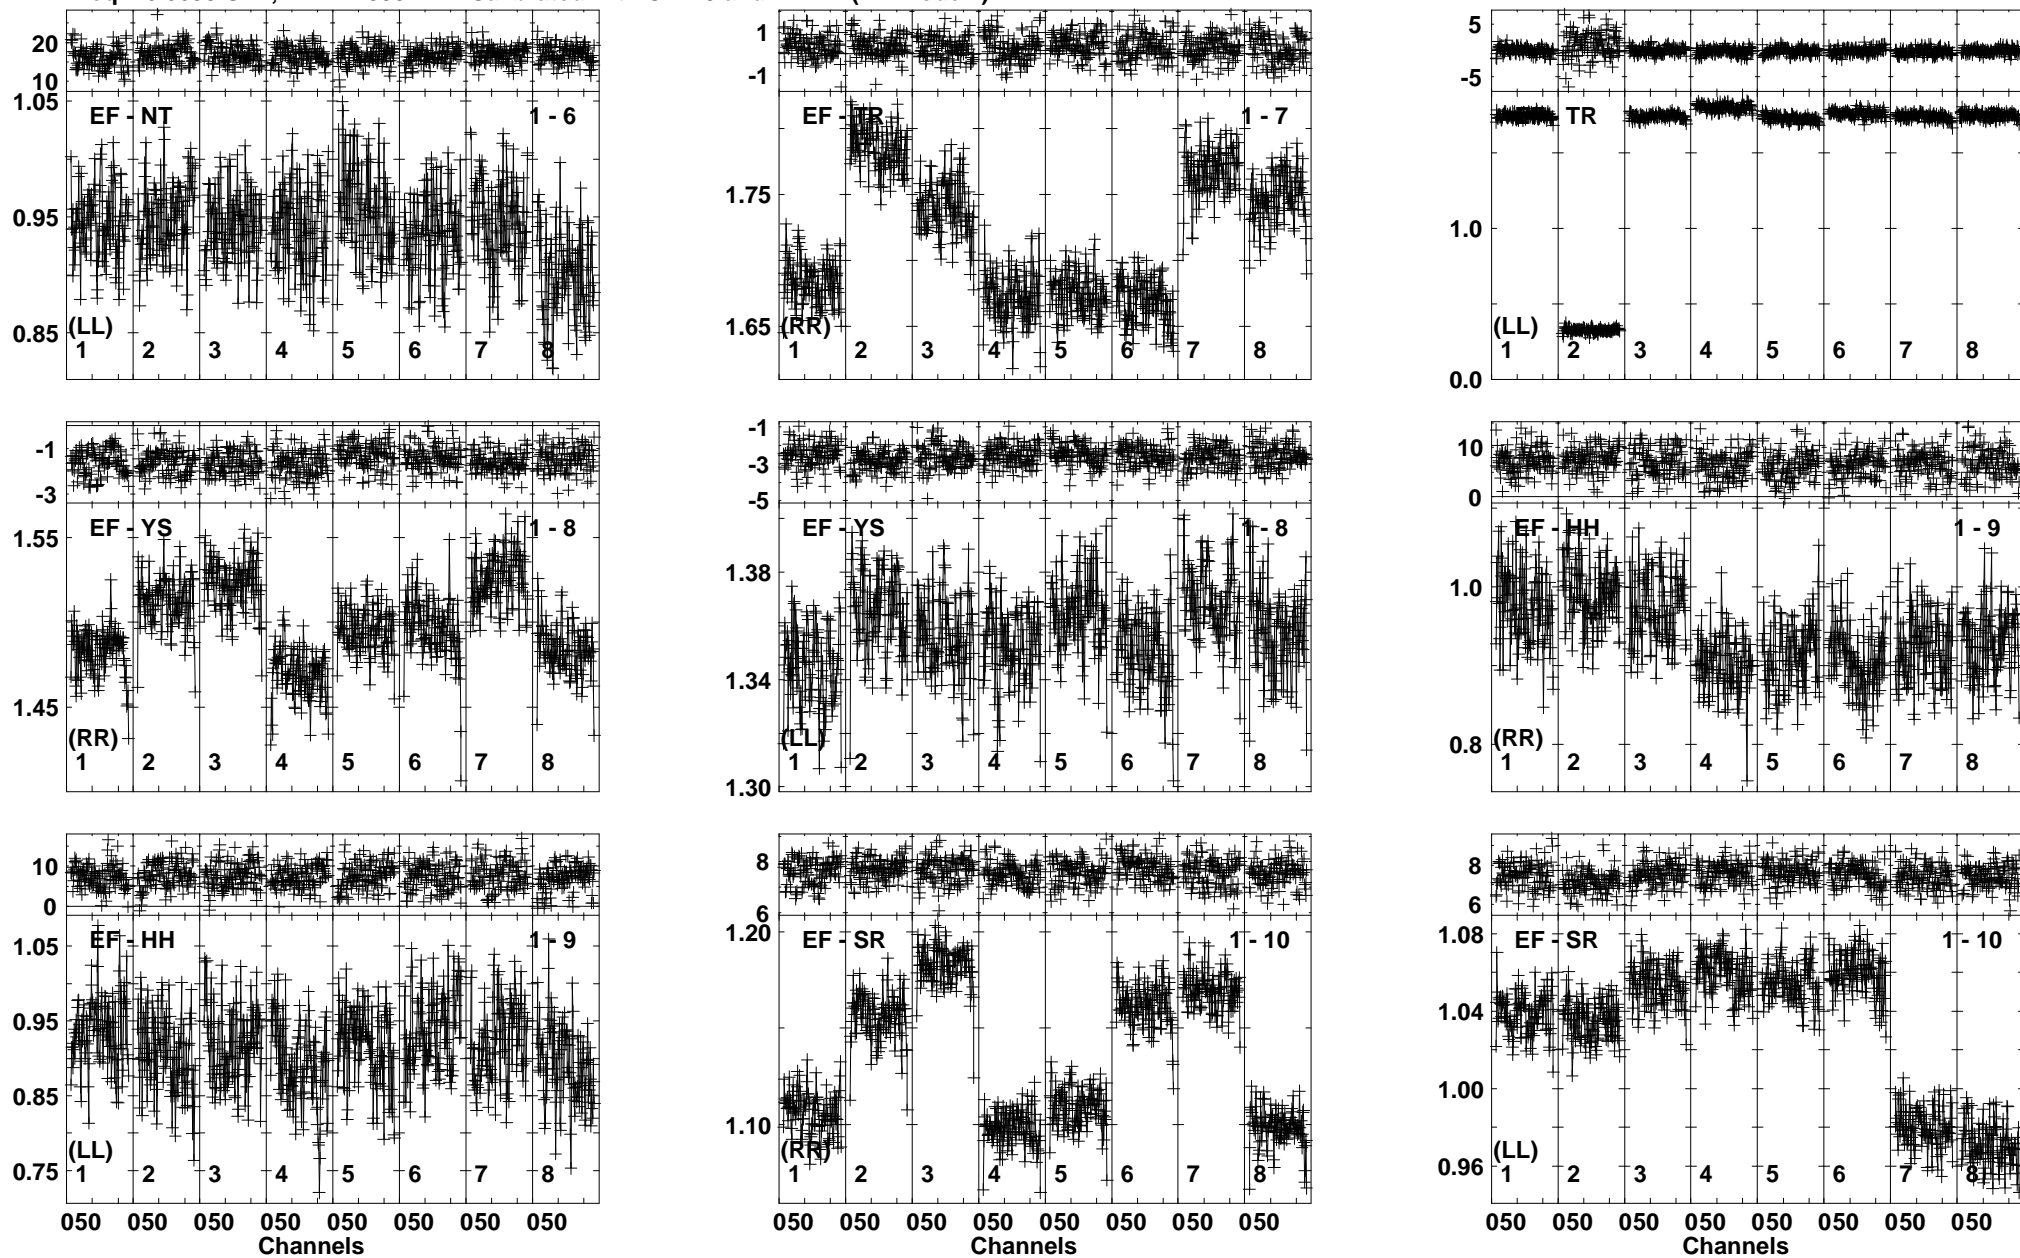 20
10
1.05
EF - NT 1 - 6
0.95
0.85
(LL)
1 2 3 4 5 6 7 8
1
-1
EF - TR 1 - 7
1.75
1.65
(RR)
1 2 3 4 5 6 7 8
5
-5
TR
1.0
0.0
(LL)
1 2 3 4 5 6 7 8
-1
-3
EF - YS 1 - 8
1.55
1.45
(RR)
1 2 3 4 5 6 7 8
-1
-3
-5
EF - YS 1 - 8
1.38
1.34
1.30
(LL)
1 2 3 4 5 6 7 8
10
0
EF - HH 1 - 9
1.0
0.8
(RR)
1 2 3 4 5 6 7 8
10
0
1.05
EF - HH 1 - 9
0.95
0.85
0.75
(LL)
1 2 3 4 5 6 7 8
050 050 050 050 050 050 050 050
Channels
8
6
1.20
EF - SR 1 - 10
1.10
(RR)
1 2 3 4 5 6 7 8
050 050 050 050 050 050 050 050
8
6
1.08
EF - SR 1 - 10
1.04
1.00
0.96
(LL)
1 2 3 4 5 6 7 8
050 050 050 050 050 050 050 050
Channels